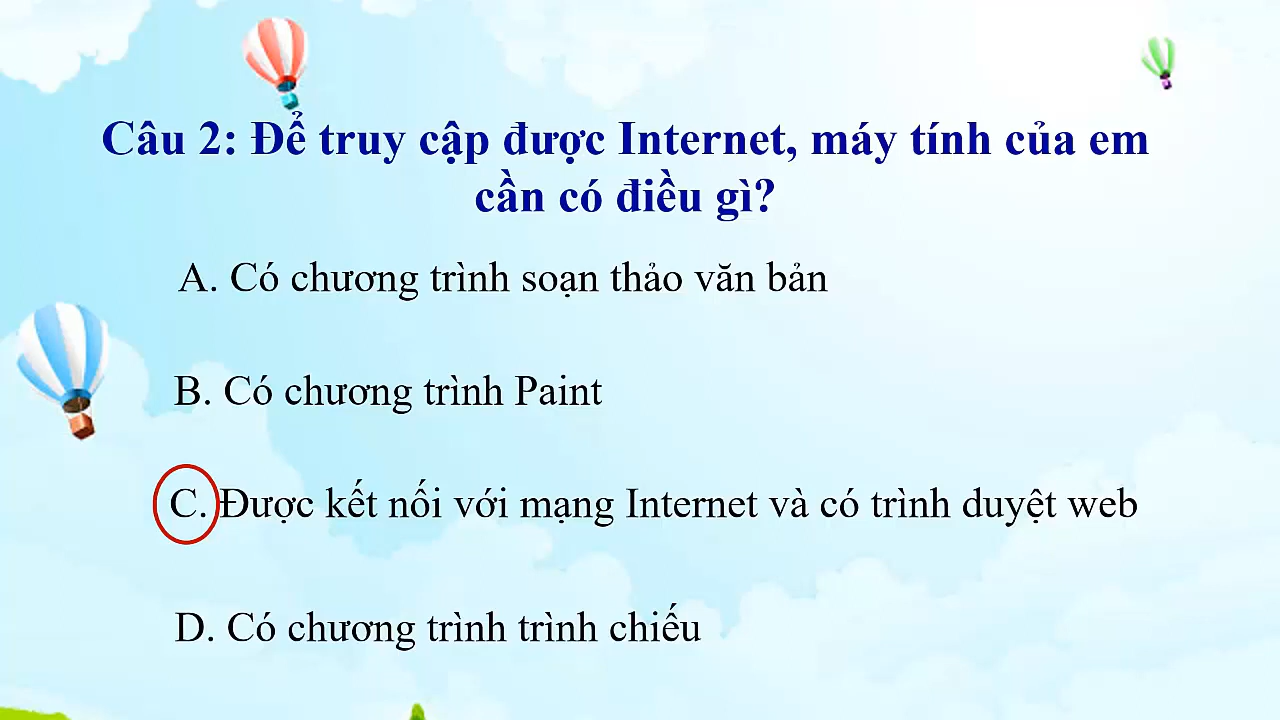 Câu 2: Để truy cập được Internet, máy tính của em
cần có điều gì?
A. Có chương trình soạn thảo văn bản
B. Có chương trình Paint
C. Được kết nối với mạng Internet và có trình duyệt web
D. Có chương trình trình chiếu